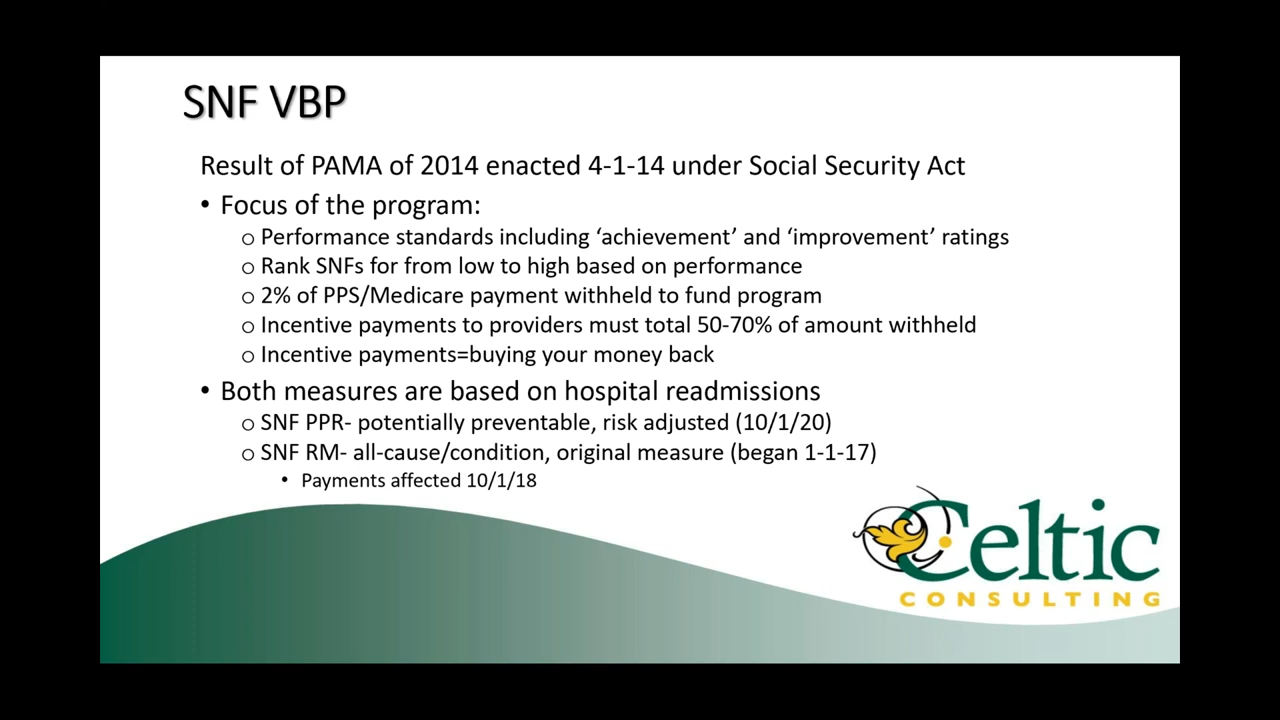 SNF VBP
Result of PAMA of 2014 enacted 4-1-14 under Social Security Act
• Focus of the program:
o Performance standards including ‘achievement’ and ‘improvement’ ratings
o Rank SNFs for from low to high based on performance
o 2% of PPS/Medicare payment withheld to fund program
o Incentive payments to providers must total 50-70% of amount withheld
o Incentive payments=buying your money back
• Both measures are based on hospital readmissions
o SNF PPR- potentially preventable, risk adjusted (10/1/20)
o SNF RM- all-cause/condition, original measure (began 1-1-17)
• Payments affected 10/1/18
Celtic
CONSULTING